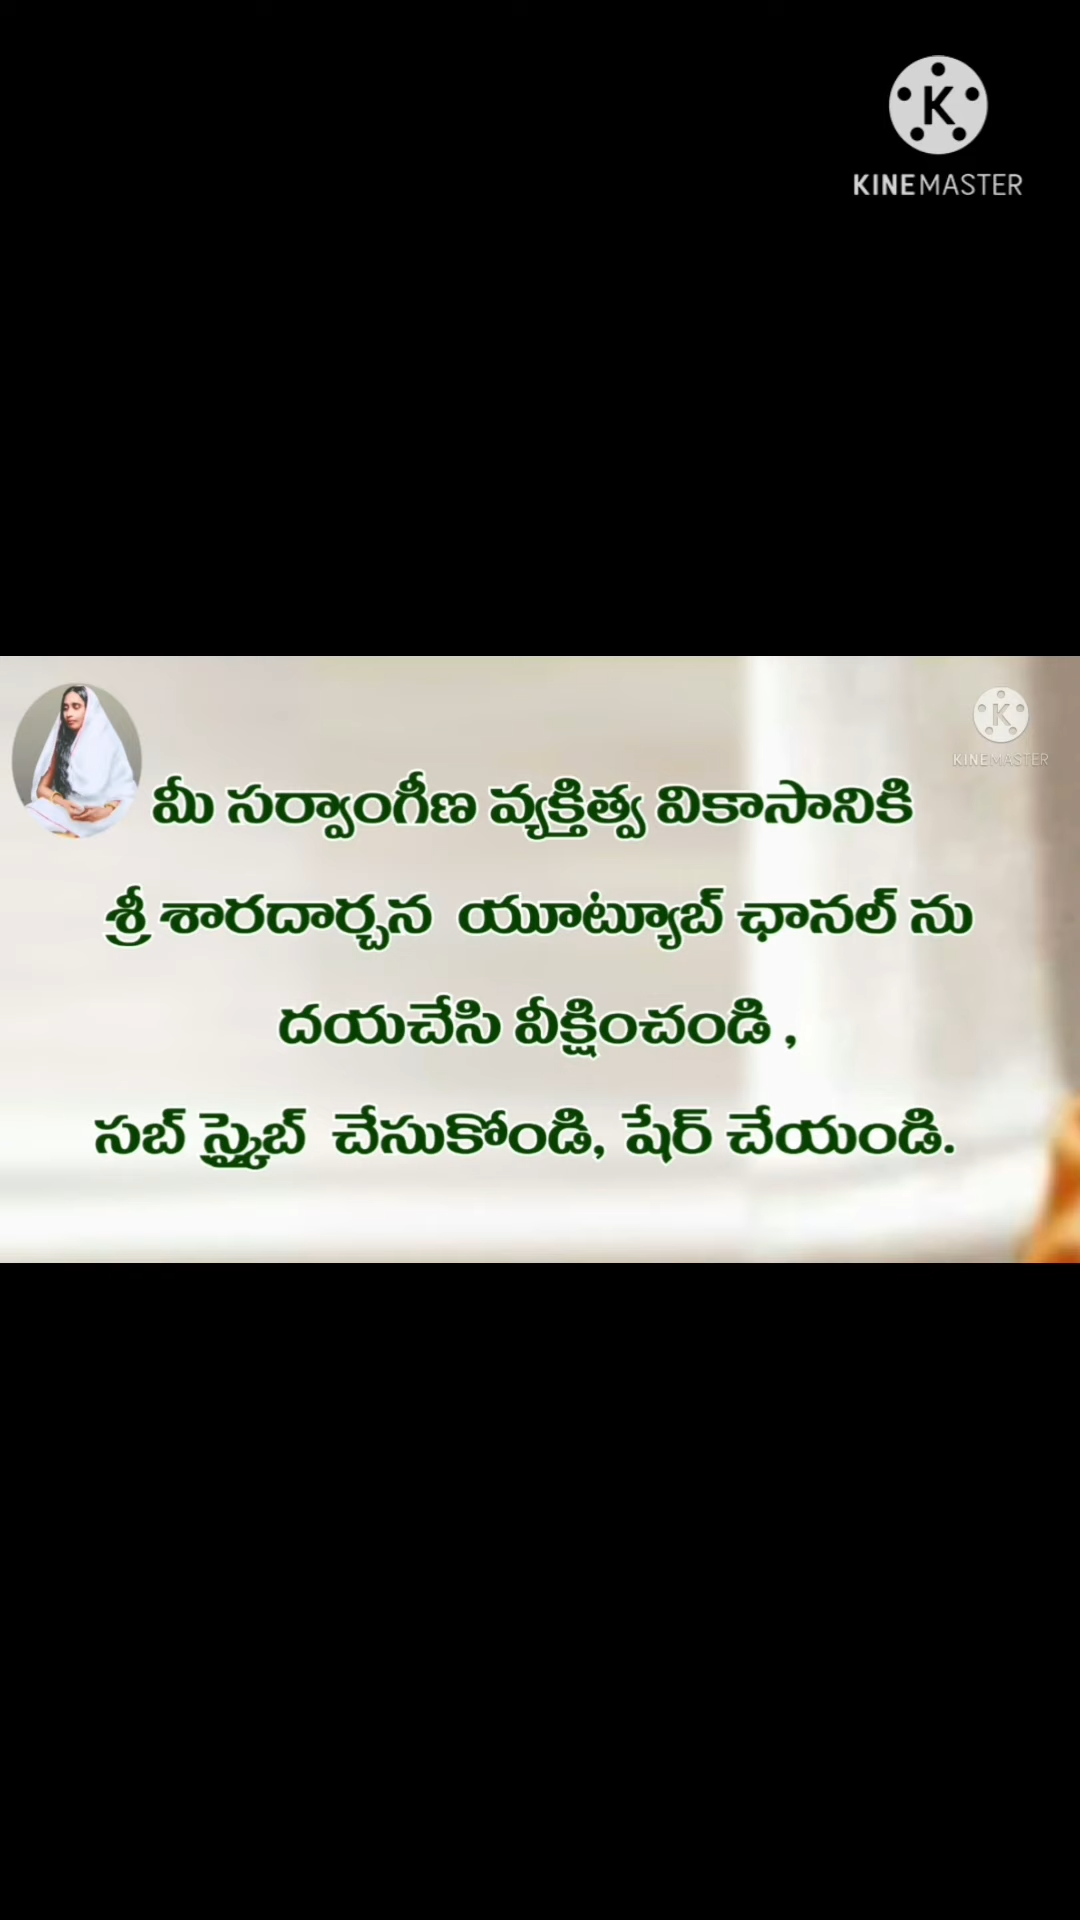 KINEMASTER
KINEMASTER
మీ సర్వాంగీణ వ్యక్తిత్వ వికాసానికి
శ్రీ శారదార్చన యూట్యూబ్ ఛానల్ ను
దయచేసి వీక్షించండి ,
సబ్ స్క్రైబ్ చేసుకోండి, షేర్ చేయండి.